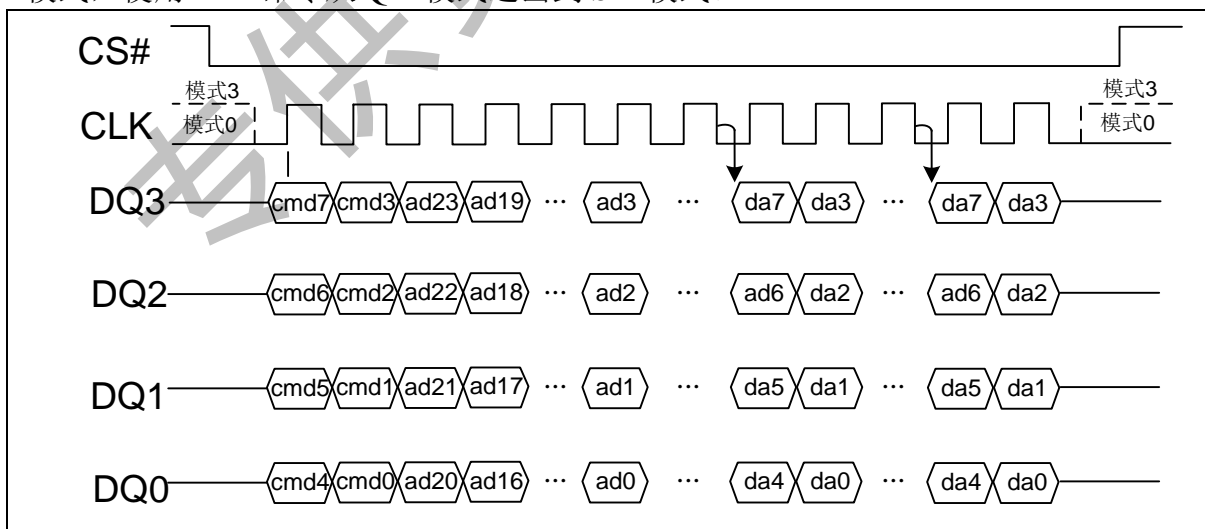 CS#
模式3
模式3
CLK
模式0
模式0
DQ3 cmd7 cmd3 ad23 ad19 ··· ad3 ··· da7 da3 ··· da7 da3
DQ2 cmd6 cmd2 ad22 ad18 ··· ad2 ··· ad6 da2 ··· ad6 da2
DQ1 cmd5 cmd1 ad21 ad17 ··· ad1 ··· da5 da1 ··· da5 da1
DQ0 cmd4 cmd0 ad20 ad16 ··· ad0 ··· da4 da0 ··· da4 da0
专供